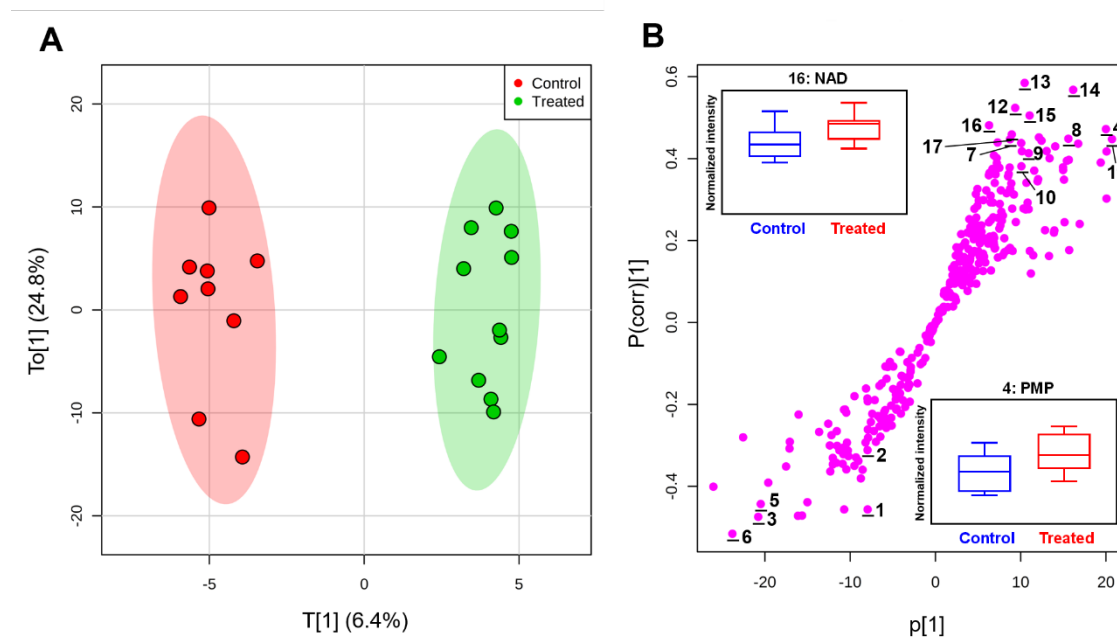 A
To[1] (24.8%)
Control
Treated
20
10
0
-10
-20
-5
0
5
T[1] (6.4%)
B
P(corr)[1]
0.6
0.4
0.2
0.0
-0.2
-0.4
16: NAD
Normalized intensity
Control
Treated
13
14
12
15
16
8
4
17
7
9
1
10
4: PMP
Normalized intensity
Control
Treated
2
5
3
1
6
-20
-10
0
10
20
p[1]